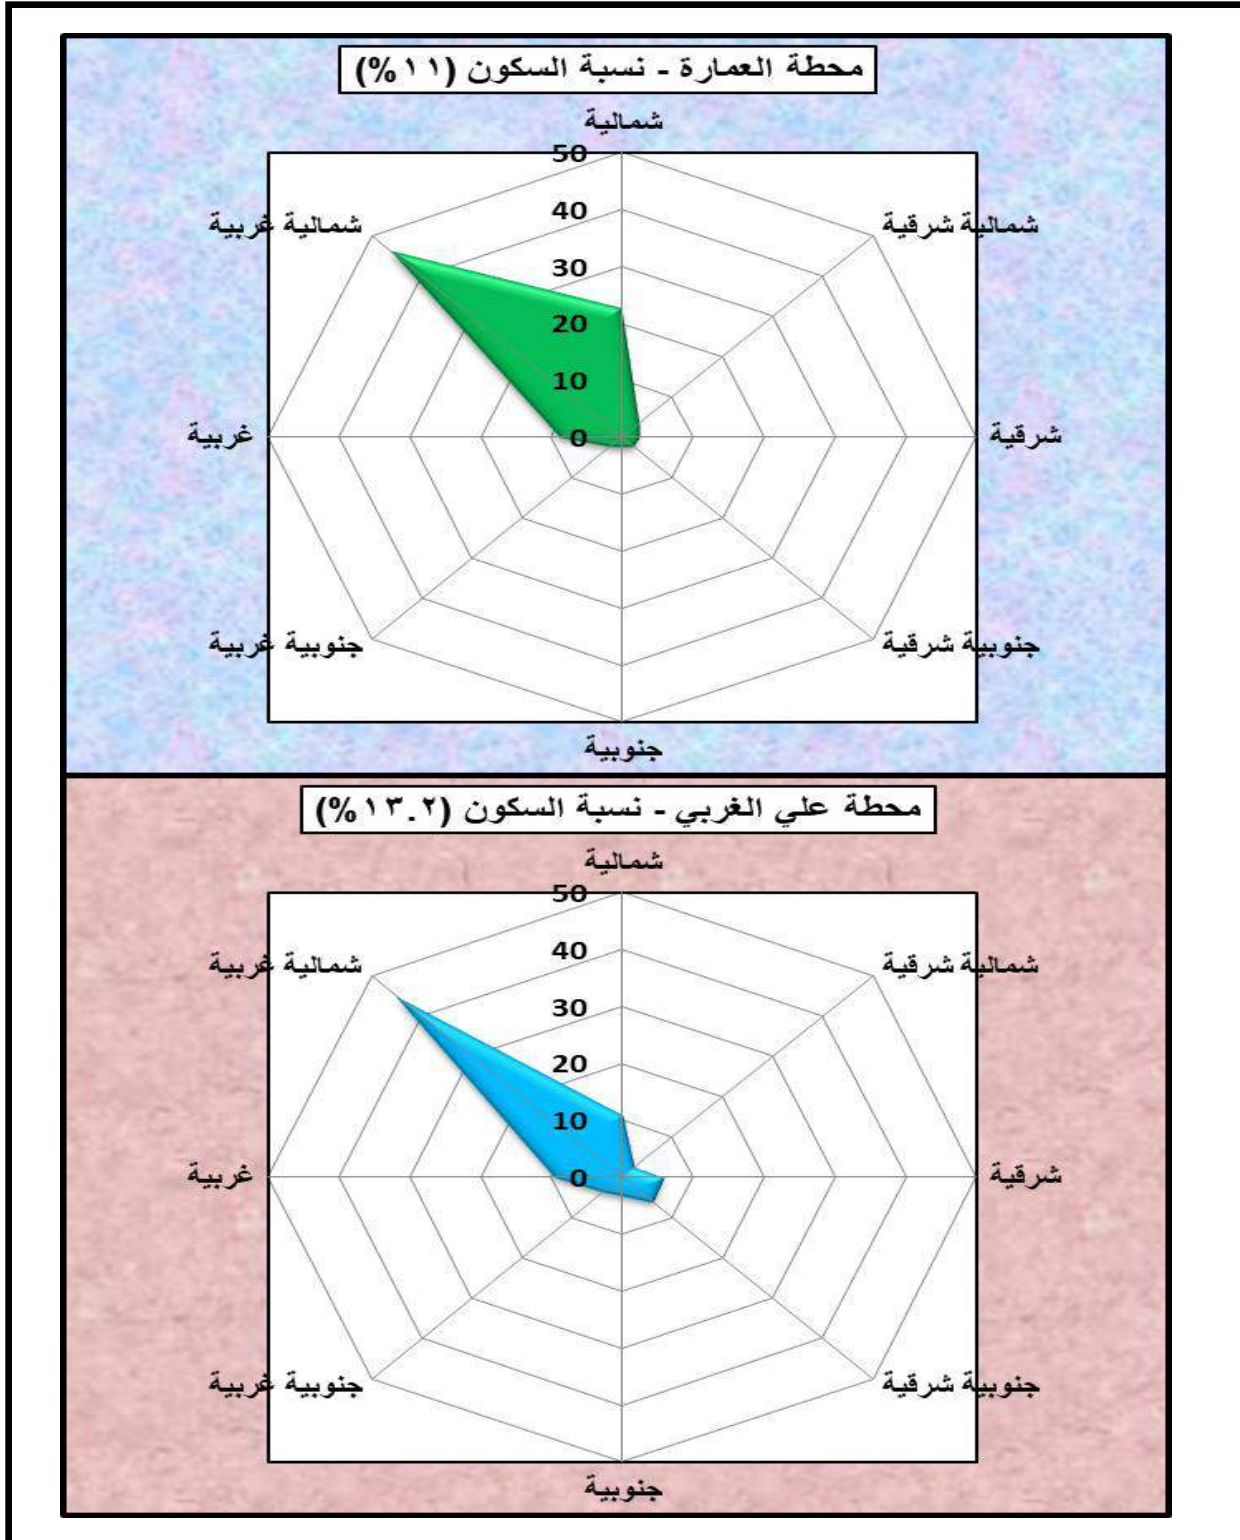 محطة العمارة - نسبة السكون (١١%)
شمالية
50
شمالية غربية
40
شمالية شرقية
30
20
10
غربية
0
شرقية
جنوبية غربية
جنوبية شرقية
جنوبية
محطة علي الغربي - نسبة السكون (١٣.٢%)
شمالية
50
شمالية غربية
40
شمالية شرقية
30
20
10
غربية
0
شرقية
جنوبية غربية
جنوبية شرقية
جنوبية